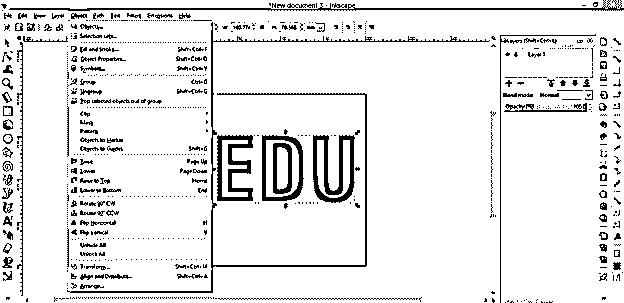 *New document 3 - Inkscape
File Edit View Layer Object Path Text Filters Extensions Help
Objects...
Selection sets...
Fill and Stroke... Shift+Ctrl+F
Object Properties... Shift+Ctrl+O
Symbols... Shift+Ctrl+Y
Group Ctrl+G
Ungroup Shift+Ctrl+G
Pop selected objects out of group
Clip
Mask
Pattern
Objects to Marker
Objects to Guides Shift+G
Raise Page Up
Lower Page Down
Raise to Top Home
Lower to Bottom End
Rotate 90° CW
Rotate 90° CCW
Flip Horizontal H
Flip Vertical V
Unhide All
Unlock All
Transform... Shift+Ctrl+M
Align and Distribute... Shift+Ctrl+A
Arrange...
EDU
Layers (Shift+Ctrl+L)
Layer 1
Blend mode: Normal
Opacity (%)